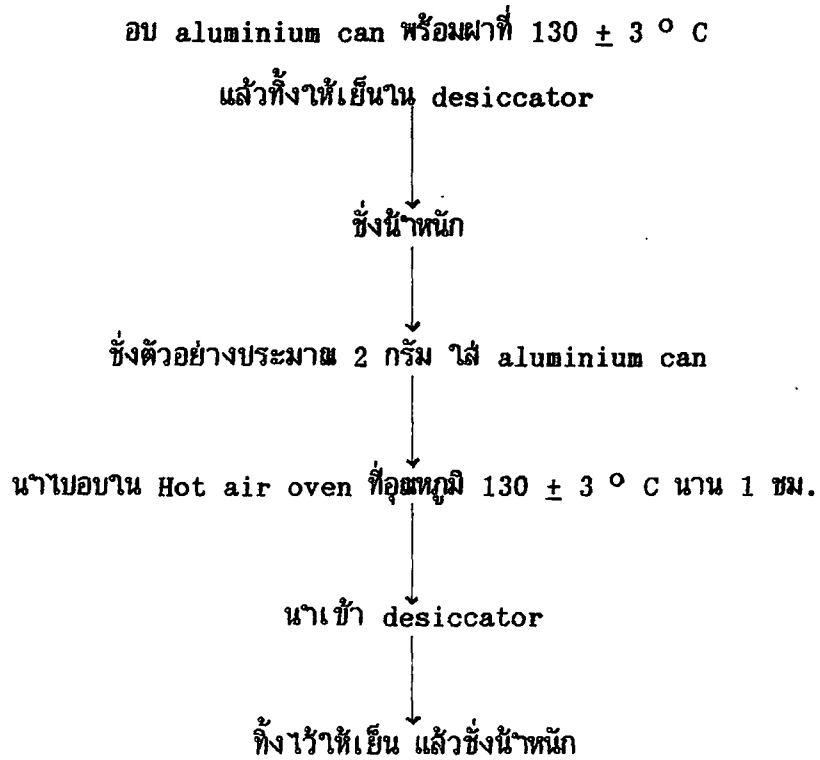 อบ aluminium can พร้อมฝาที่ 130 ± 3 ° C
แล้วทิ้งให้เย็นใน desiccator
ชั่งน้ำหนัก
ชั่งตัวอย่างประมาณ 2 กรัม ใส่ aluminium can
นำไปอบใน Hot air oven ที่อุณหภูมิ 130 ± 3 ° C นาน 1 ชม.
นำเข้า desiccator
ทิ้งไว้ให้เย็น แล้วชั่งน้ำหนัก